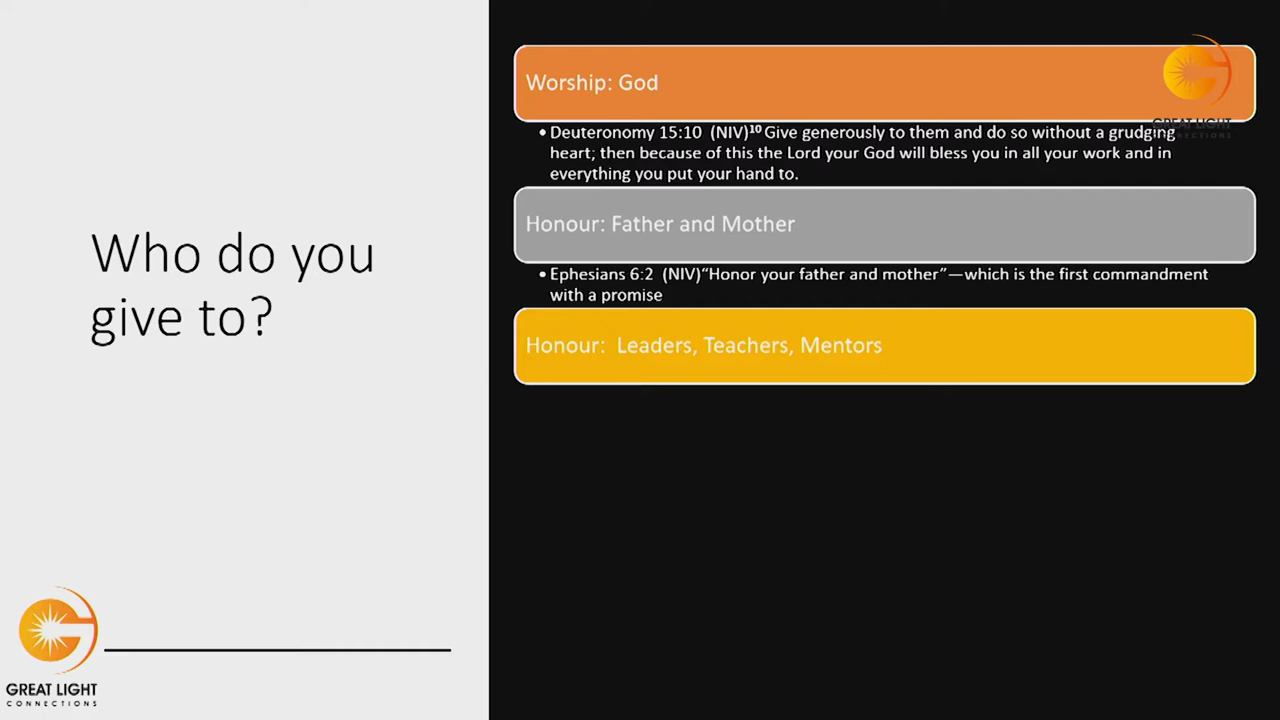 Who do you
give to?
GREAT LIGHT
CONNECTIONS
Worship: God
GREAT LIGHT
CONNECTIONS
• Deuteronomy 15:10 (NIV)¹⁰ Give generously to them and do so without a grudging
heart; then because of this the Lord your God will bless you in all your work and in
everything you put your hand to.
Honour: Father and Mother
• Ephesians 6:2 (NIV)“Honor your father and mother”—which is the first commandment
with a promise
Honour: Leaders, Teachers, Mentors